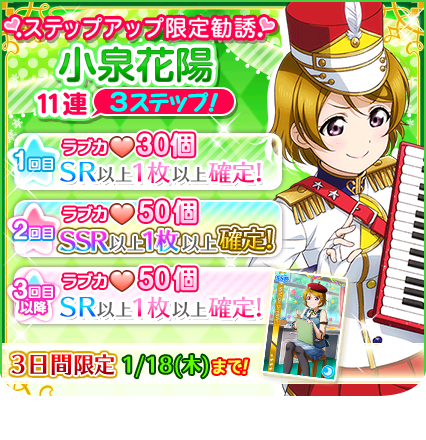 ステップアップ限定勧誘
小泉花陽
11連 3ステップ!
1回目 ラブカ 30個
SR以上1枚以上確定!
2回目 ラブカ 50個
SSR以上1枚以上確定!
3回目以降 ラブカ 50個
SR以上1枚以上確定!
3日間限定 1/18(木)まで!